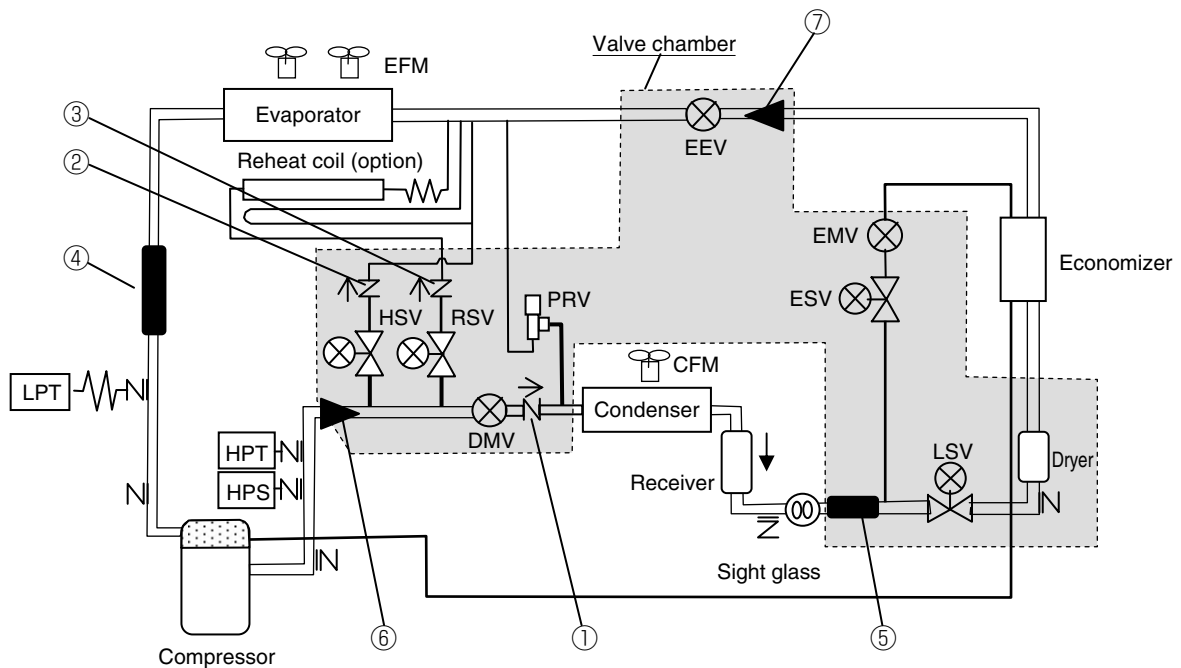 ⑦
Valve chamber
EFM
③
Evaporator
EEV
Reheat coil (option)
②
EMV
④
Economizer
ESV
PRV
HSV
RSV
CFM
LPT
Condenser
DMV
HPT
LSV
Dryer
Receiver
HPS
Sight glass
⑥
①
⑤
Compressor